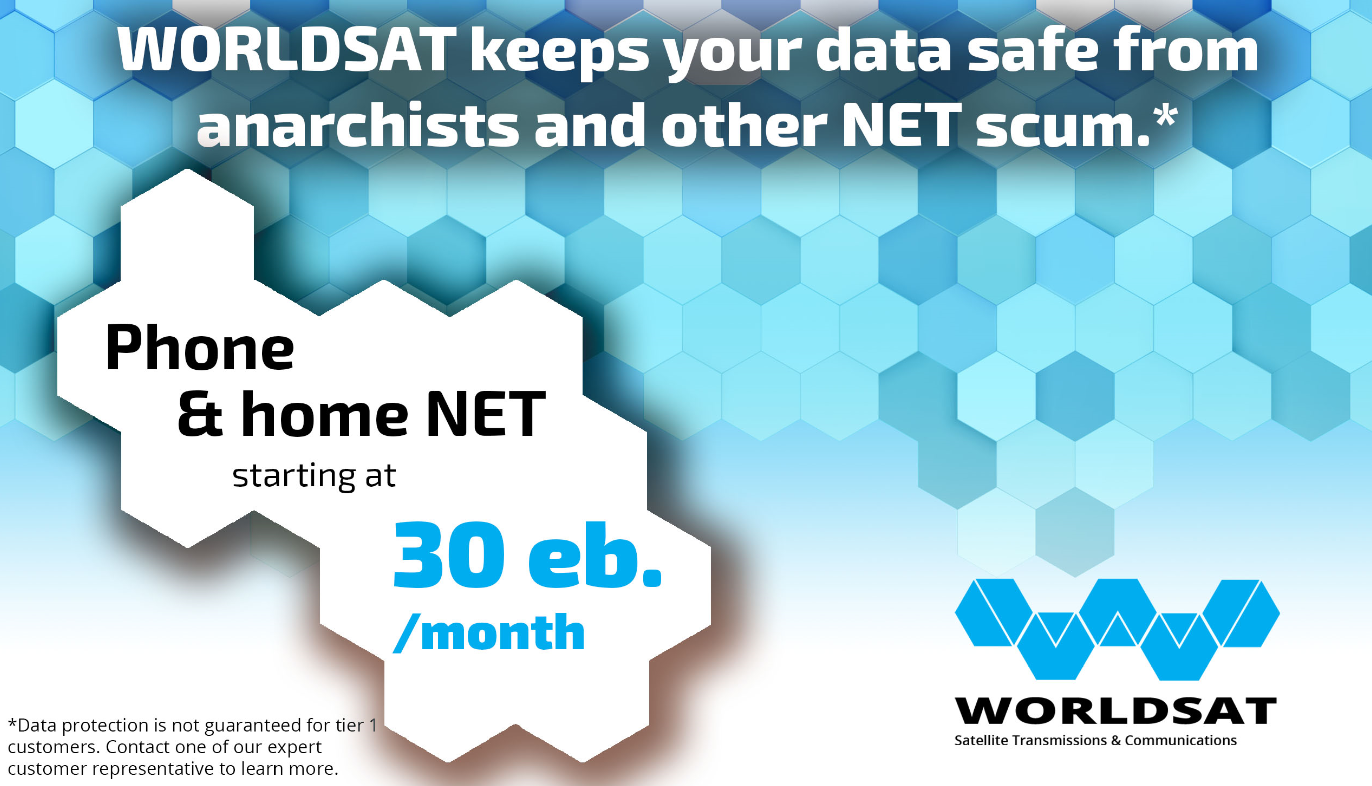 WORLDSAT keeps your data safe from
anarchists and other NET scum.*
Phone
& home NET
starting at
30 eb.
/month
*Data protection is not guaranteed for tier 1
customers. Contact one of our expert
customer representative to learn more.
WORLDSAT
Satellite Transmissions & Communications